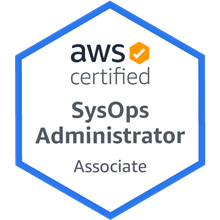 aws
certified
SysOps
Administrator
Associate